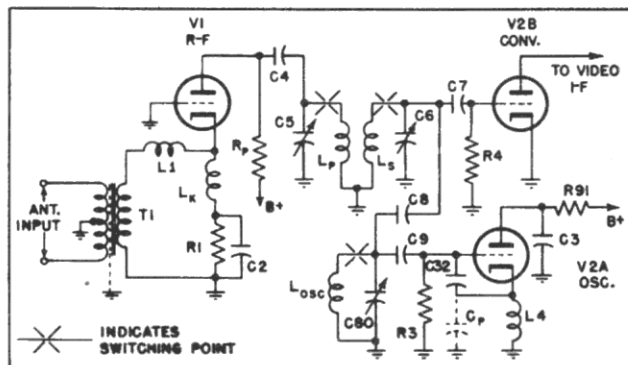 V1
R-F
V2B
CONV.
TO VIDEO
I-F
C4
C7
C5
C6
L1
RP
LP
LS
R4
LK
C8
R91
B+
ANT.
INPUT
T1
B+
R1
C2
C9
C3
C32
V2A
OSC.
LOSC
C80
R3
CP
L4
INDICATES
SWITCHING POINT